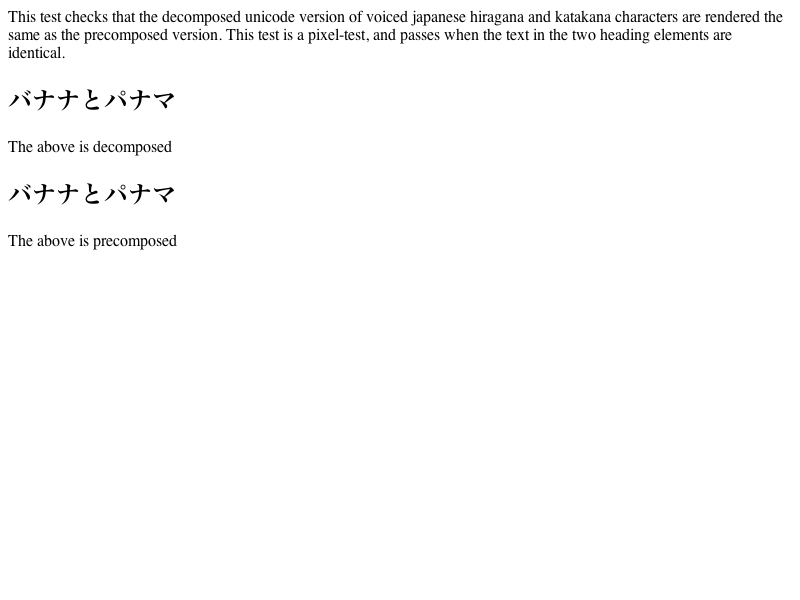 This test checks that the decomposed unicode version of voiced japanese hiragana and katakana characters are rendered the
same as the precomposed version. This test is a pixel-test, and passes when the text in the two heading elements are
identical.
バナナとパナマ
The above is decomposed
バナナとパナマ
The above is precomposed